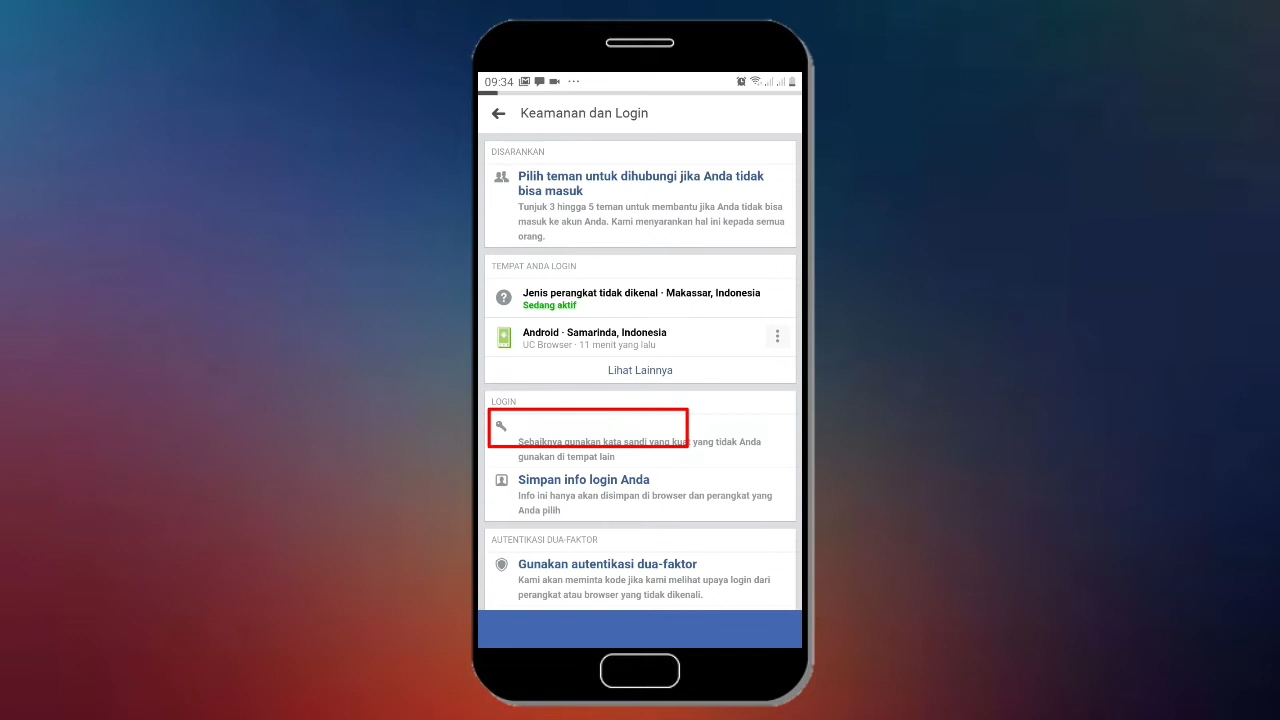 09:34
Keamanan dan Login
DISARANKAN
Pilih teman untuk dihubungi jika Anda tidak
bisa masuk
Tunjuk 3 hingga 5 teman untuk membantu jika Anda tidak bisa
masuk ke akun Anda. Kami menyarankan hal ini kepada semua
orang.
TEMPAT ANDA LOGIN
Jenis perangkat tidak dikenal · Makassar, Indonesia
Sedang aktif
Android · Samarinda, Indonesia
UC Browser · 11 menit yang lalu
Lihat Lainnya
LOGIN
Sebaiknya gunakan kata sandi yang kuat yang tidak Anda
gunakan di tempat lain
Simpan info login Anda
Info ini hanya akan disimpan di browser dan perangkat yang
Anda pilih
AUTENTIKASI DUA-FAKTOR
Gunakan autentikasi dua-faktor
Kami akan meminta kode jika kami melihat upaya login dari
perangkat atau browser yang tidak dikenali.